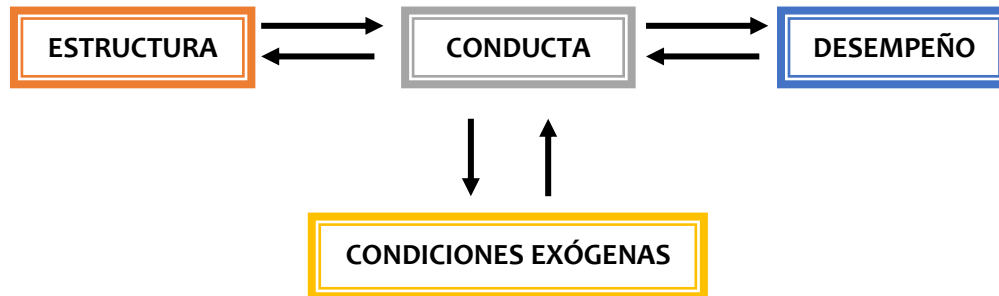 ESTRUCTURA
CONDUCTA
DESEMPEÑO
CONDICIONES EXÓGENAS